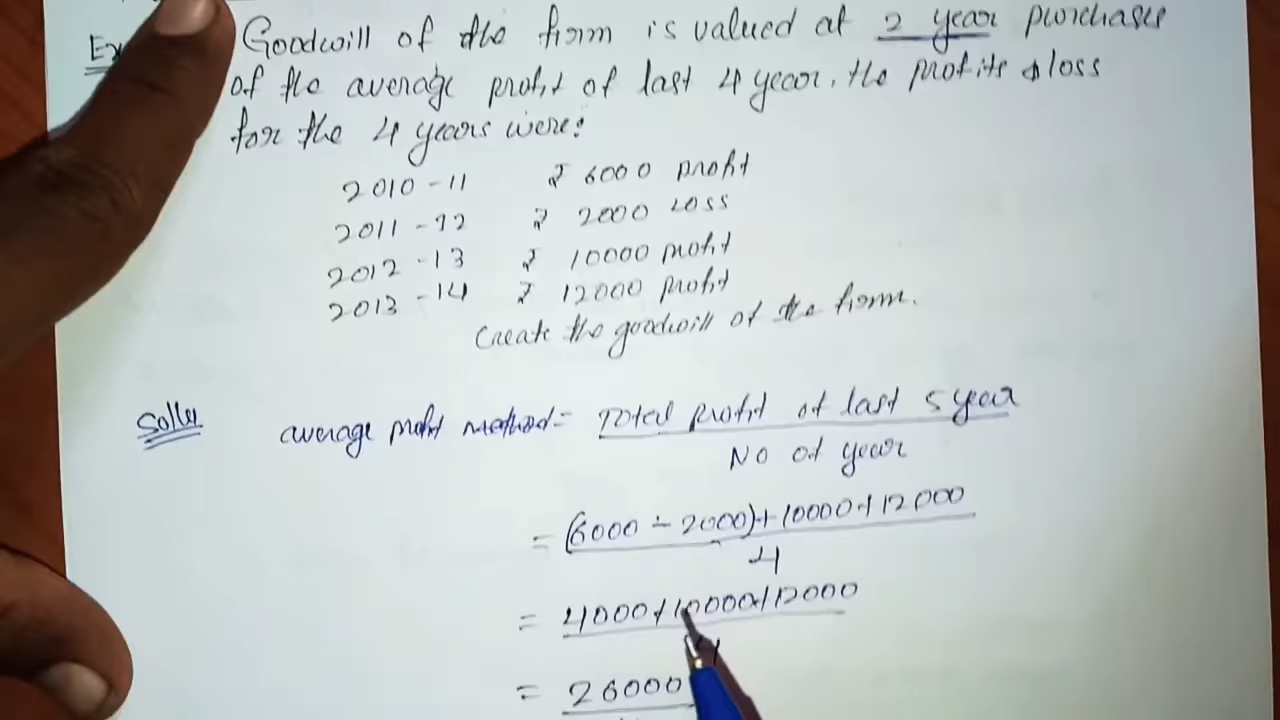 Ex
Goodwill of the firm is valued at 2 year purchase
of the average profit of last 4 year. the profits & loss
for the 4 years were:
2010-11 ₹ 6000 profit
2011-12 ₹ 2000 Loss
2012-13 ₹ 10000 profit
2013-14 ₹ 12000 profit
Create the goodwill of the firm.
Solu
average profit method = Total profit of last 5 year
No of year
= (6000 - 2000) + 10000 + 12000
4
= 4000 + 10000 + 12000
= 26000